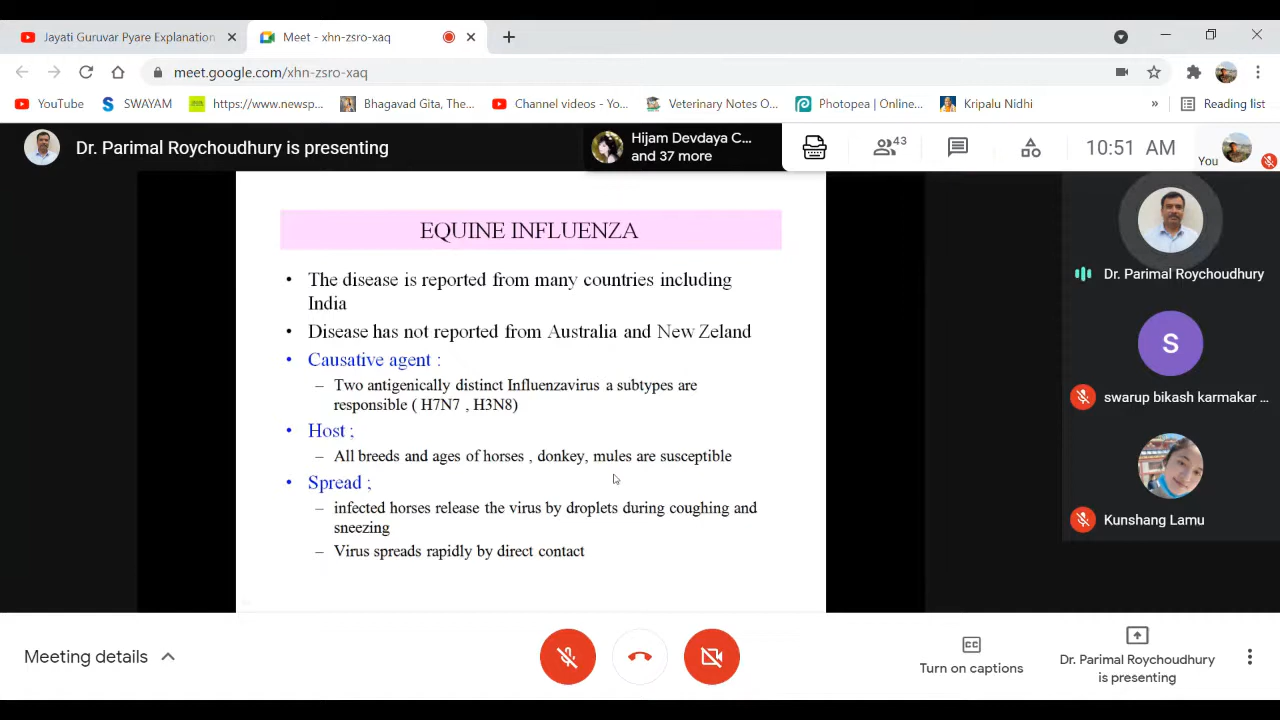 Jayati Guruvar Pyare Explanation
Meet - xhn-zsro-xaq
meet.google.com/xhn-zsro-xaq
YouTube
SWAYAM
https://www.newsp...
Bhagavad Gita, The...
Channel videos - Yo...
Veterinary Notes O...
Photopea | Online...
Kripalu Nidhi
»
Reading list
Dr. Parimal Roychoudhury is presenting
Hijam Devdaya C...
and 37 more
43
10:51 AM
You
EQUINE INFLUENZA
• The disease is reported from many countries including
India
• Disease has not reported from Australia and New Zeland
• Causative agent :
– Two antigenically distinct Influenzavirus a subtypes are
responsible ( H7N7 , H3N8)
• Host ;
– All breeds and ages of horses , donkey, mules are susceptible
• Spread ;
– infected horses release the virus by droplets during coughing and
sneezing
– Virus spreads rapidly by direct contact
Dr. Parimal Roychoudhury
S
swarup bikash karmakar ...
Kunshang Lamu
Meeting details
CC
Turn on captions
Dr. Parimal Roychoudhury
is presenting